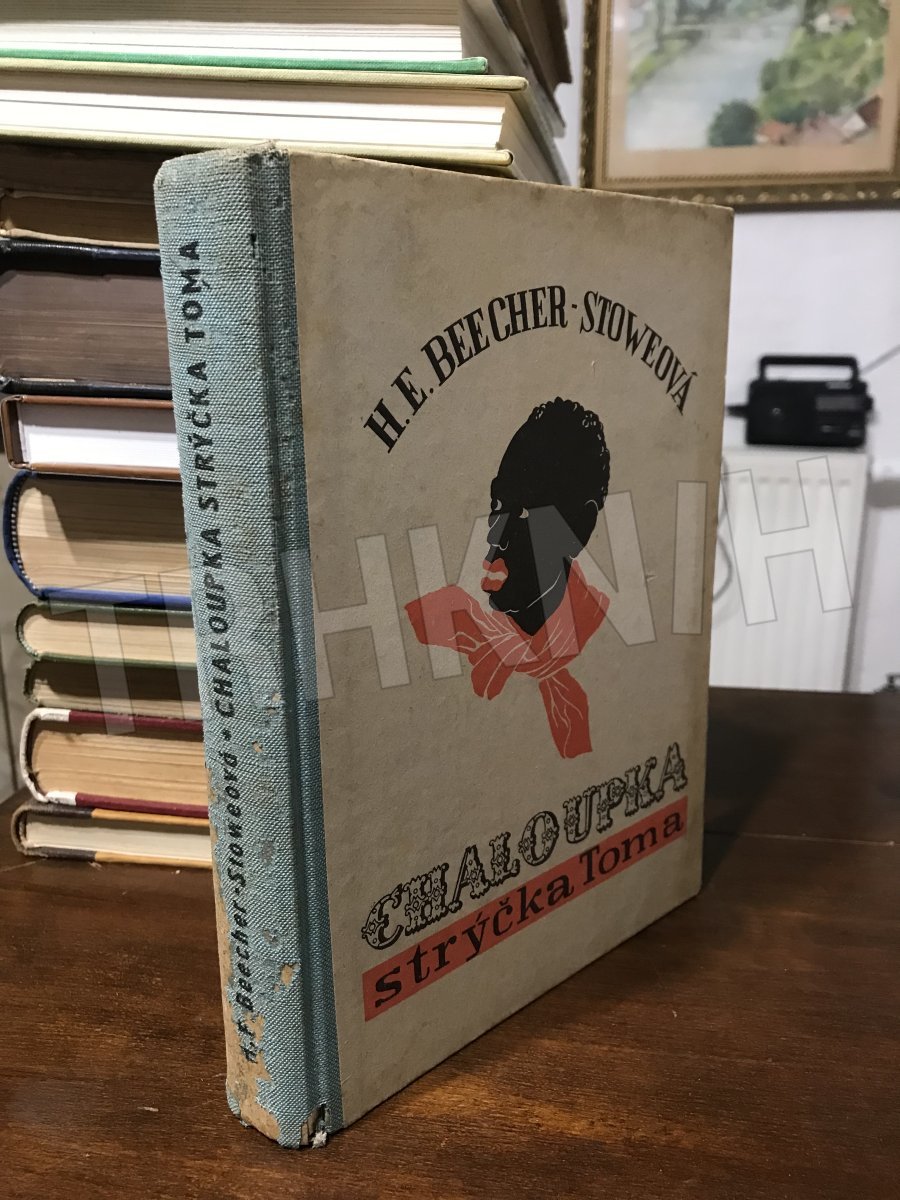 H. E. BEECHER-STOWEOVÁ
CHALOUPKA
strýčka Toma
H. E. Beecher-Stoweová • CHALOUPKA STRÝČKA TOMA